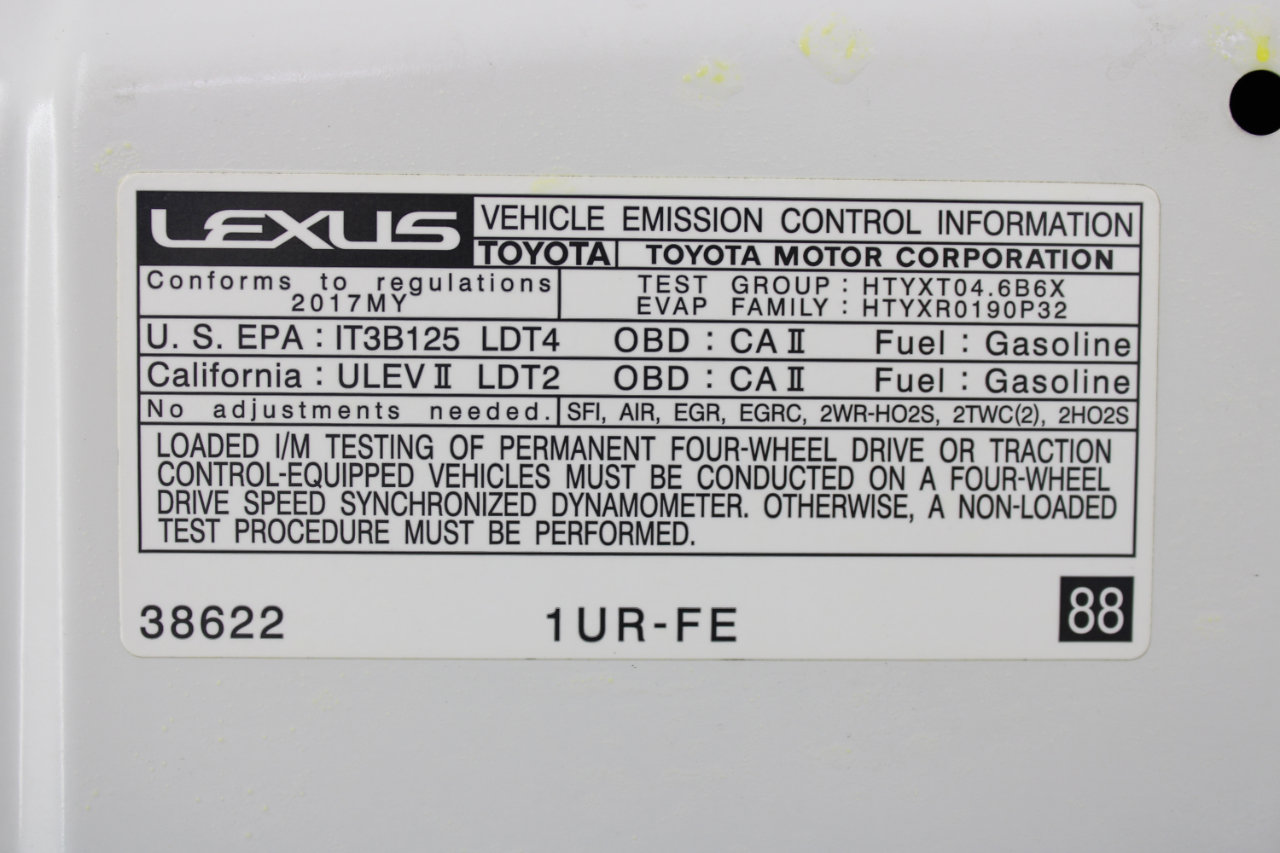 LEXUS VEHICLE EMISSION CONTROL INFORMATION
TOYOTA TOYOTA MOTOR CORPORATION
Conforms to regulations TEST GROUP : HTYXT04.6B6X
2017MY EVAP FAMILY : HTYXR0190P32
U. S. EPA : IT3B125 LDT4 OBD : CA II Fuel : Gasoline
California : ULEV II LDT2 OBD : CA II Fuel : Gasoline
No adjustments needed. SFI, AIR, EGR, EGRC, 2WR-HO2S, 2TWC(2), 2HO2S
LOADED I/M TESTING OF PERMANENT FOUR-WHEEL DRIVE OR TRACTION
CONTROL-EQUIPPED VEHICLES MUST BE CONDUCTED ON A FOUR-WHEEL
DRIVE SPEED SYNCHRONIZED DYNAMOMETER. OTHERWISE, A NON-LOADED
TEST PROCEDURE MUST BE PERFORMED.
38622 1UR-FE 88